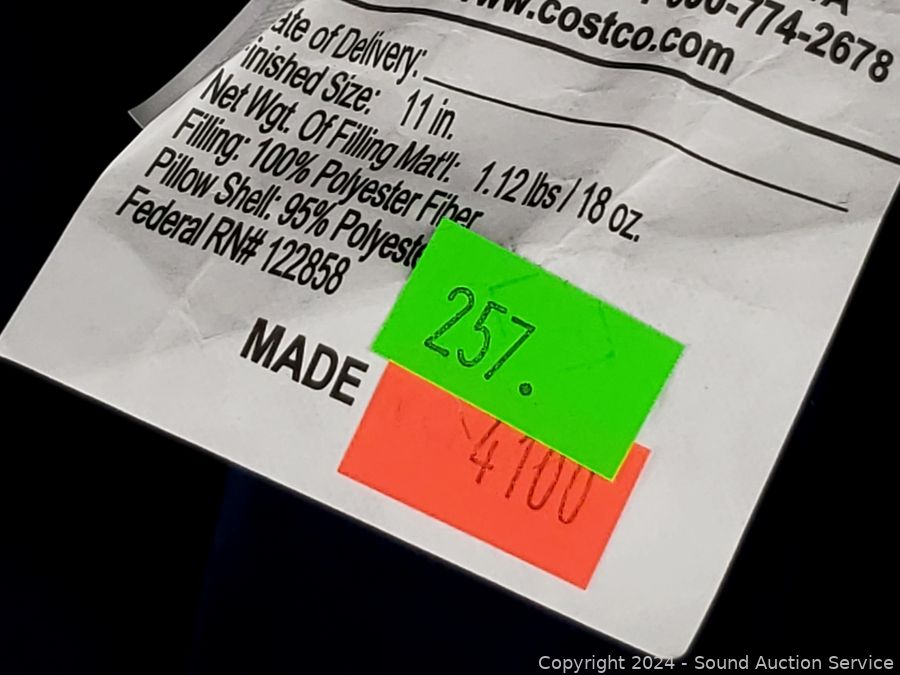 www.costco.com
774-2678
ate of Delivery:
inished Size: 11 in.
Net Wgt. Of Filling Mat'l: 1.12 lbs / 18 oz.
Filling: 100% Polyester Fiber
Pillow Shell: 95% Polyeste
Federal RN# 122858
MADE
257.
4100
Copyright 2024 - Sound Auction Service